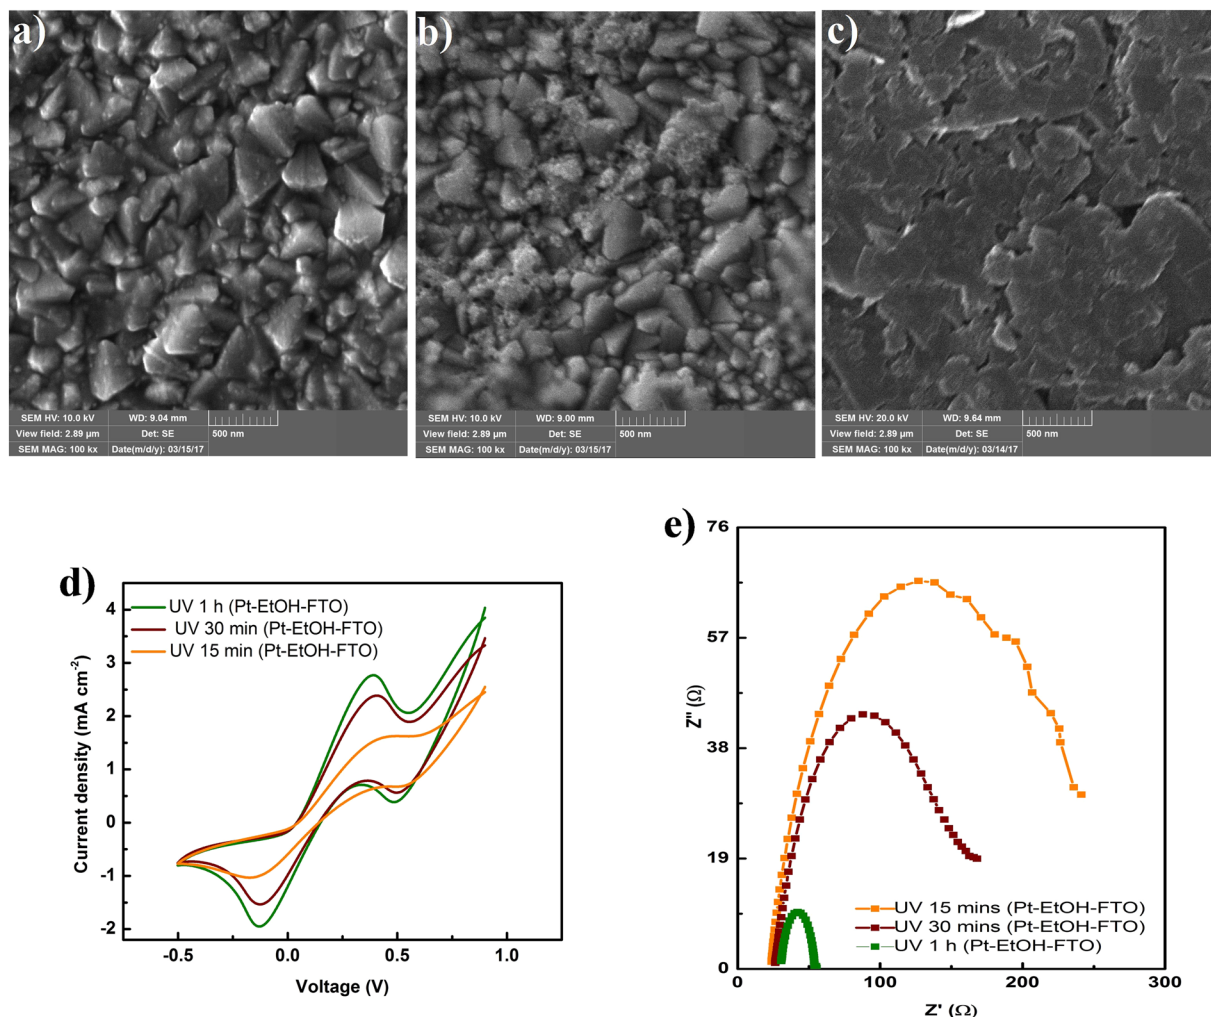 a)
b)
c)
SEM HV: 10.0 kV WD: 9.04 mm
View field: 2.89 µm Det: SE 500 nm
SEM MAG: 100 kx Date(m/d/y): 03/15/17
SEM HV: 10.0 kV WD: 9.00 mm
View field: 2.89 µm Det: SE 500 nm
SEM MAG: 100 kx Date(m/d/y): 03/15/17
SEM HV: 20.0 kV WD: 9.64 mm
View field: 2.89 µm Det: SE 500 nm
SEM MAG: 100 kx Date(m/d/y): 03/14/17
d)
UV 1 h (Pt-EtOH-FTO)
UV 30 min (Pt-EtOH-FTO)
UV 15 min (Pt-EtOH-FTO)
Current density (mA cm⁻²)
4
3
2
1
0
-1
-2
-0.5 0.0 0.5 1.0
Voltage (V)
e)
76
57
38
19
0
Z'' (Ω)
UV 15 mins (Pt-EtOH-FTO)
UV 30 mins (Pt-EtOH-FTO)
UV 1 h (Pt-EtOH-FTO)
0 100 200 300
Z' (Ω)